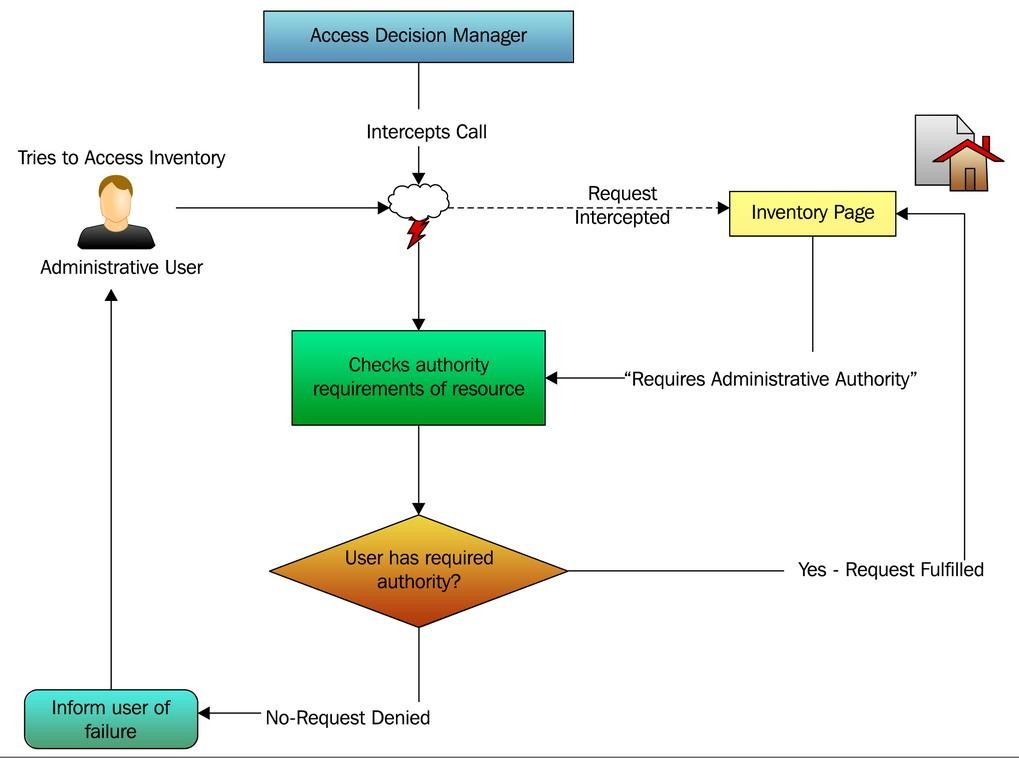 Access Decision Manager
Intercepts Call
Tries to Access Inventory
Request
Intercepted
Inventory Page
Administrative User
Checks authority
requirements of resource
“Requires Administrative Authority”
User has required
authority?
Yes - Request Fulfilled
Inform user of
failure
No-Request Denied